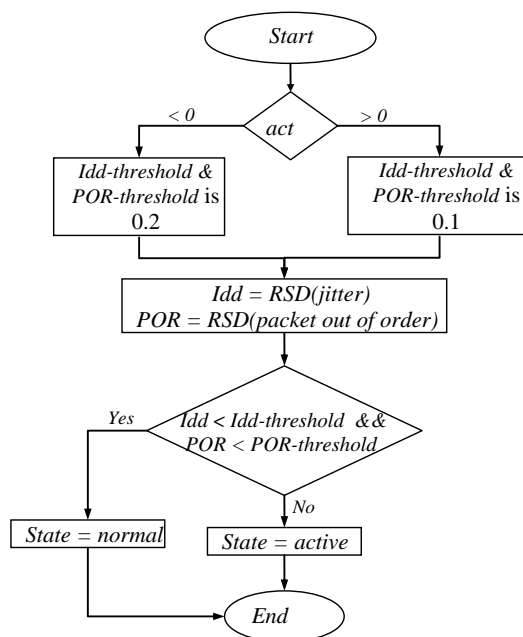 Start
< 0
act
> 0
Idd-threshold &
POR-threshold is
0.2
Idd-threshold &
POR-threshold is
0.1
Idd = RSD(jitter)
POR = RSD(packet out of order)
Yes
Idd < Idd-threshold &&
POR < POR-threshold
No
State = normal
State = active
End